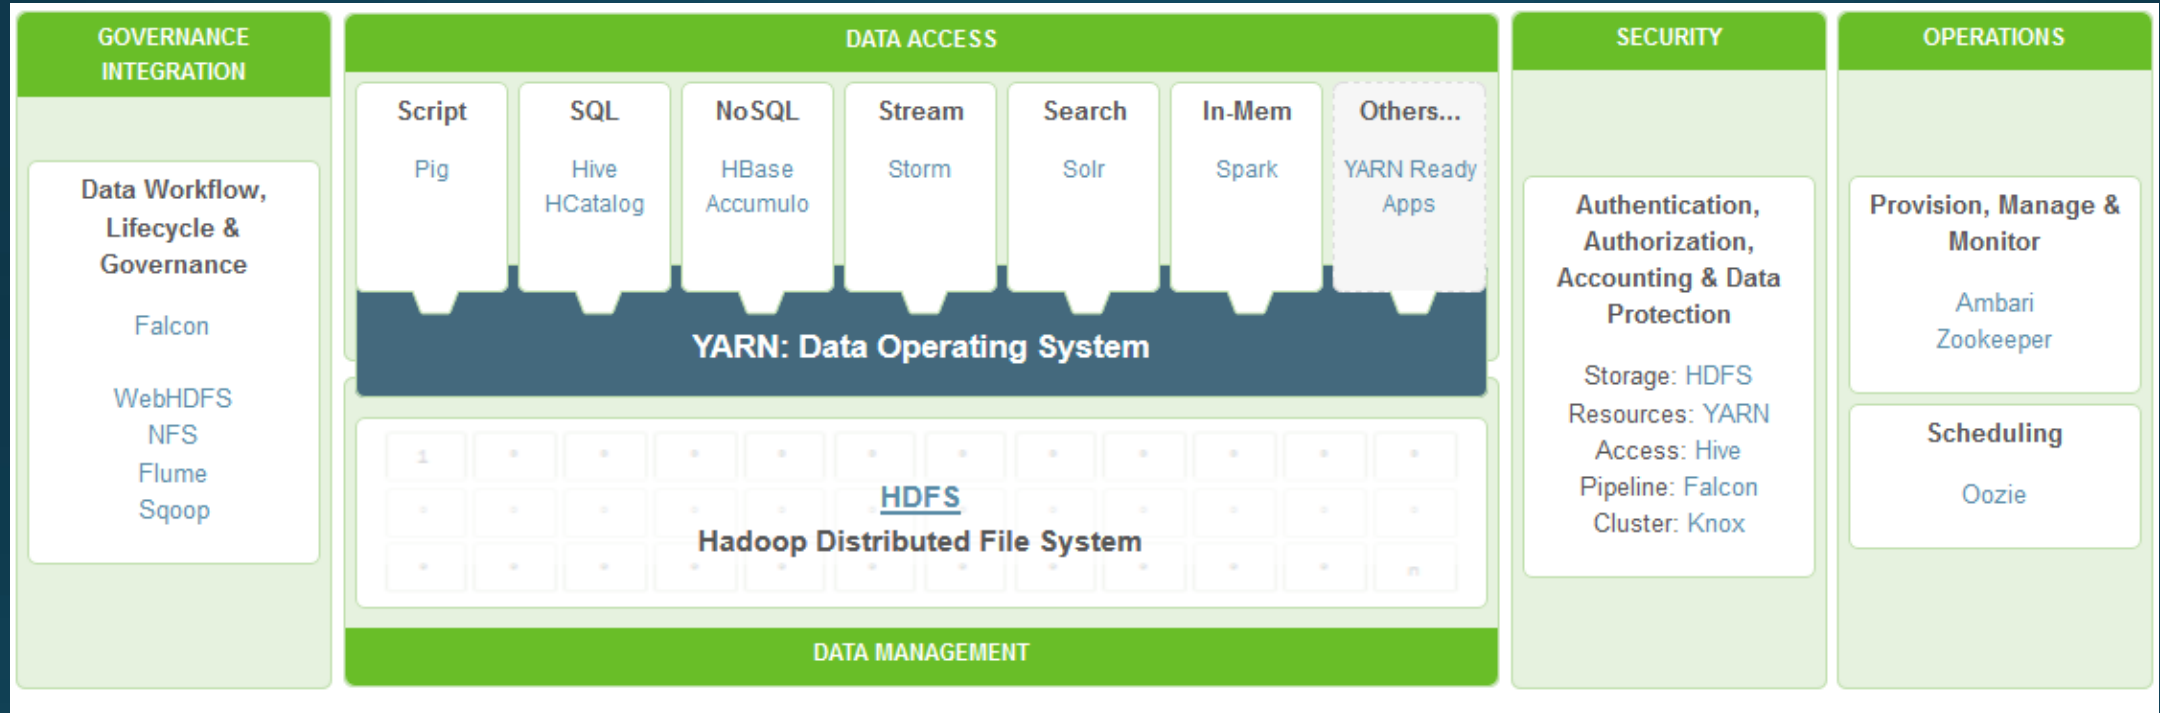 GOVERNANCE
INTEGRATION
Data Workflow,
Lifecycle &
Governance
Falcon
WebHDFS
NFS
Flume
Sqoop
DATA ACCESS
Script
Pig
SQL
Hive
HCatalog
NoSQL
HBase
Accumulo
Stream
Storm
Search
Solr
In-Mem
Spark
Others...
YARN Ready
Apps
YARN: Data Operating System
1
HDFS
Hadoop Distributed File System
n
DATA MANAGEMENT
SECURITY
Authentication,
Authorization,
Accounting & Data
Protection
Storage: HDFS
Resources: YARN
Access: Hive
Pipeline: Falcon
Cluster: Knox
OPERATIONS
Provision, Manage &
Monitor
Ambari
Zookeeper
Scheduling
Oozie